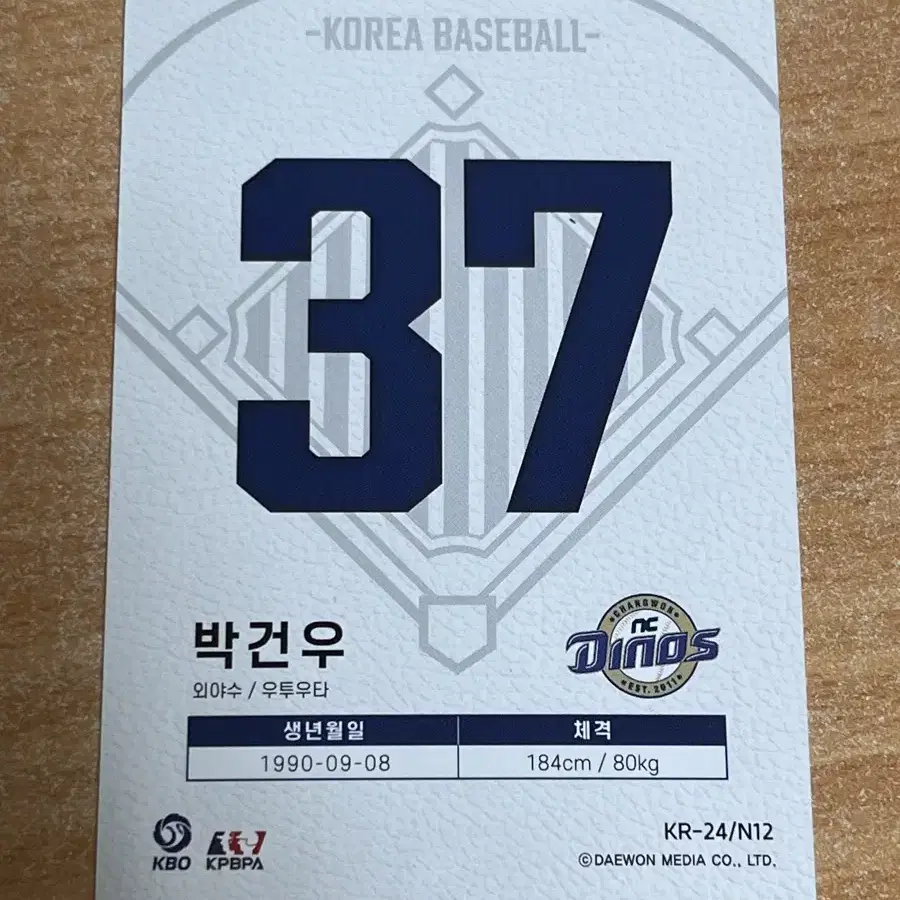 -KOREA BASEBALL-
37
박건우
외야수 / 우투우타
CHANGWON
NC
DINOS
EST. 2011
생년월일 체격
1990-09-08 184cm / 80kg
KBO KPBPA
KR-24/N12
©DAEWON MEDIA CO., LTD.